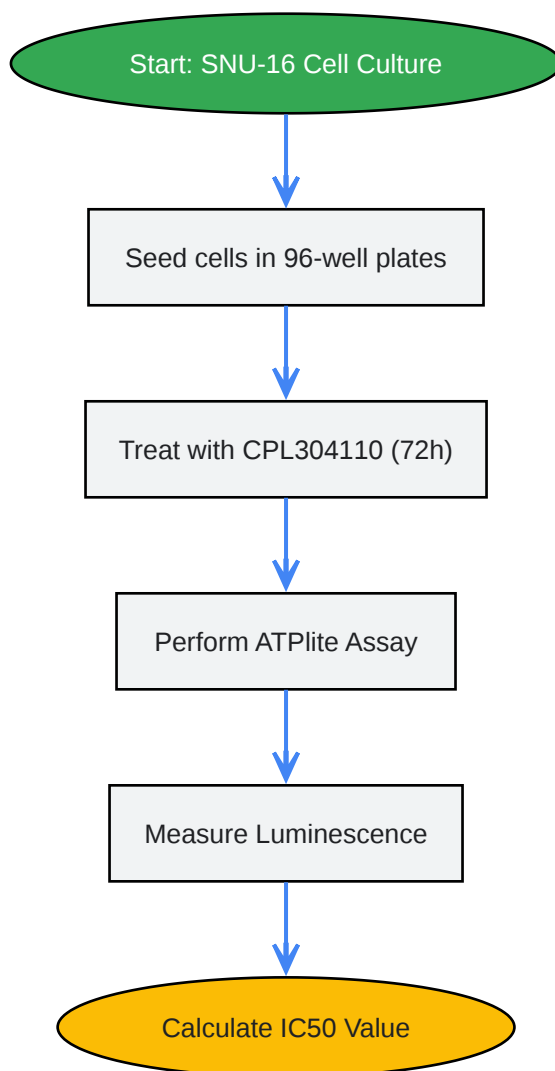 Start: SNU-16 Cell Culture
Seed cells in 96-well plates
Treat with CPL304110 (72h)
Perform ATPlite Assay
Measure Luminescence
Calculate IC50 Value